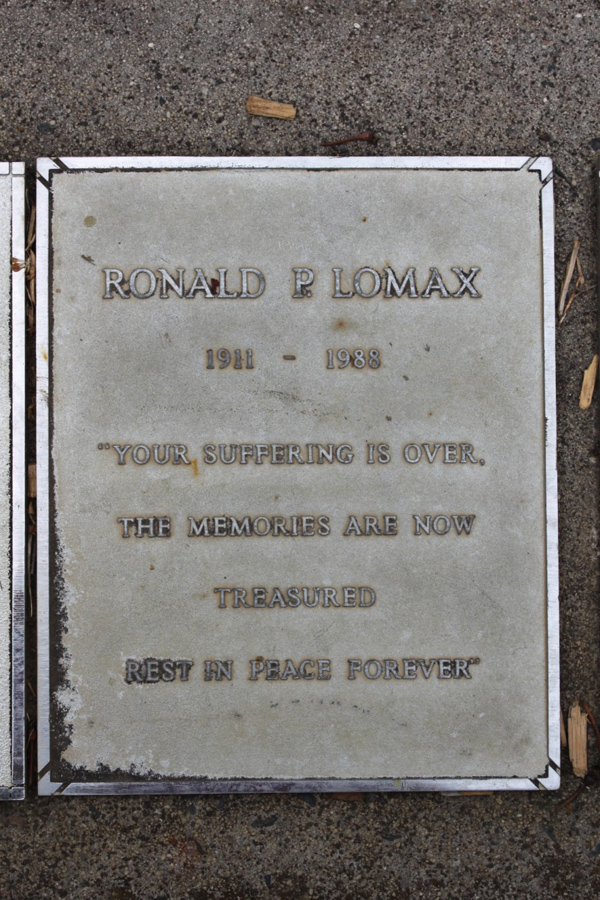 RONALD P. LOMAX
1911 - 1988
"YOUR SUFFERING IS OVER,
THE MEMORIES ARE NOW
TREASURED
REST IN PEACE FOREVER"